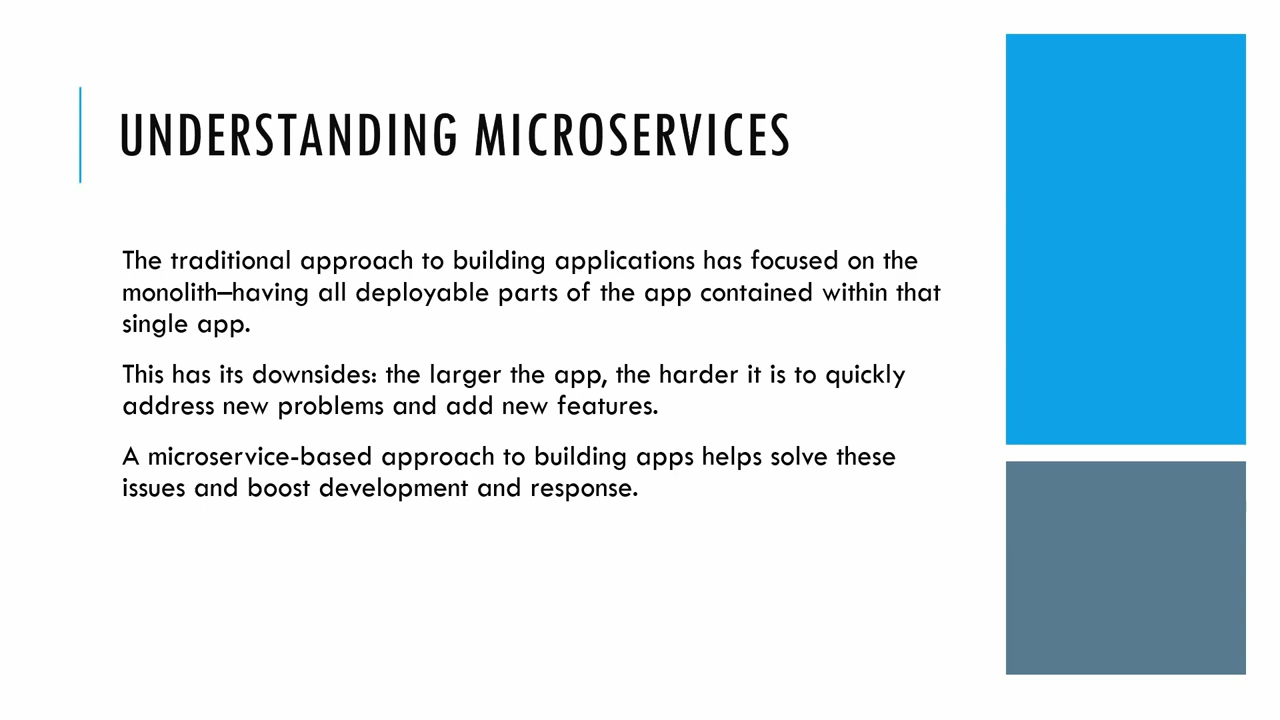 UNDERSTANDING MICROSERVICES
The traditional approach to building applications has focused on the
monolith—having all deployable parts of the app contained within that
single app.
This has its downsides: the larger the app, the harder it is to quickly
address new problems and add new features.
A microservice-based approach to building apps helps solve these
issues and boost development and response.